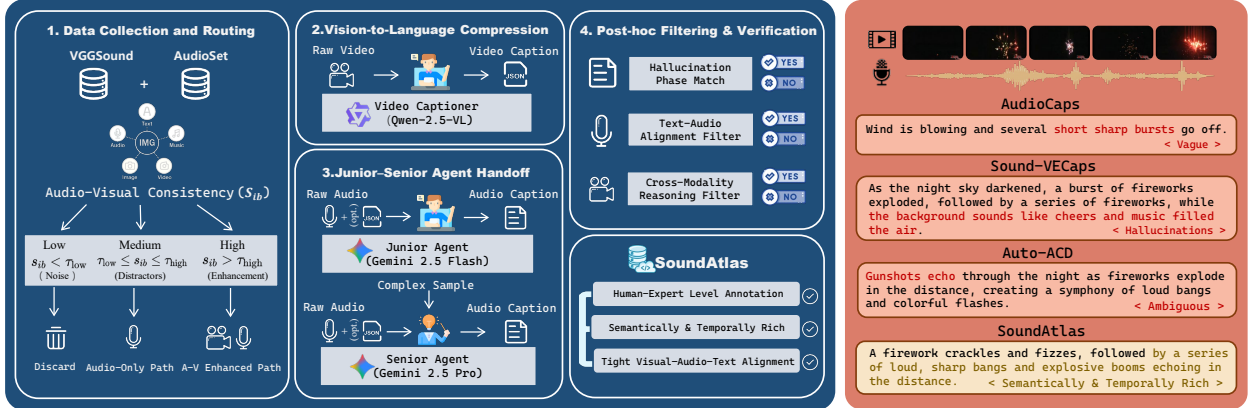 1. Data Collection and Routing
VGGSound
AudioSet
+
A
Text
Audio
IMG
Music
Image
Video
Audio-Visual Consistency (S_ib)
Low
Medium
High
s_ib < τ_low
τ_low ≤ s_ib ≤ τ_high
s_ib > τ_high
( Noise )
(Distractors)
(Enhancement)
Discard
Audio-Only Path
A-V Enhanced Path
2.Vision-to-Language Compression
Raw Video
Video Caption
JSON
Video Captioner
(Qwen-2.5-VL)
3.Junior-Senior Agent Handoff
Raw Audio
Audio Caption
+ (opt.) JSON
Junior Agent
(Gemini 2.5 Flash)
Complex Sample
Raw Audio
Audio Caption
+ (opt.) JSON
Senior Agent
(Gemini 2.5 Pro)
4. Post-hoc Filtering & Verification
Hallucination
Phase Match
YES
NO
Text-Audio
Alignment Filter
YES
NO
Cross-Modality
Reasoning Filter
YES
NO
SoundAtlas
Human-Expert Level Annotation
Semantically & Temporally Rich
Tight Visual-Audio-Text Alignment
AudioCaps
Wind is blowing and several short sharp bursts go off.
< Vague >
Sound-VECaps
As the night sky darkened, a burst of fireworks
exploded, followed by a series of fireworks, while
the background sounds like cheers and music filled
the air.
< Hallucinations >
Auto-ACD
Gunshots echo through the night as fireworks explode
in the distance, creating a symphony of loud bangs
and colorful flashes.
< Ambiguous >
SoundAtlas
A firework crackles and fizzes, followed by a series
of loud, sharp bangs and explosive booms echoing in
the distance.
< Semantically & Temporally Rich >